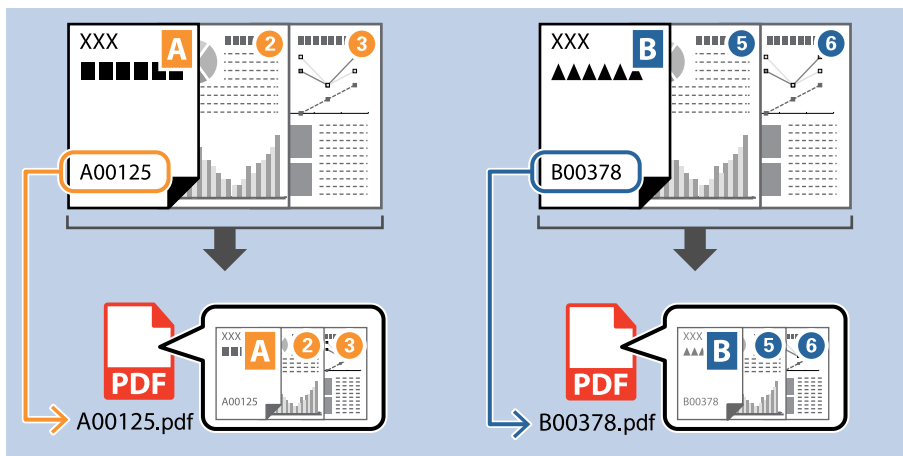 XXX A 2 3
A00125
XXX B 5 6
B00378
PDF
XXX A 2 3
A00125
A00125.pdf
PDF
XXX B 5 6
B00378
B00378.pdf